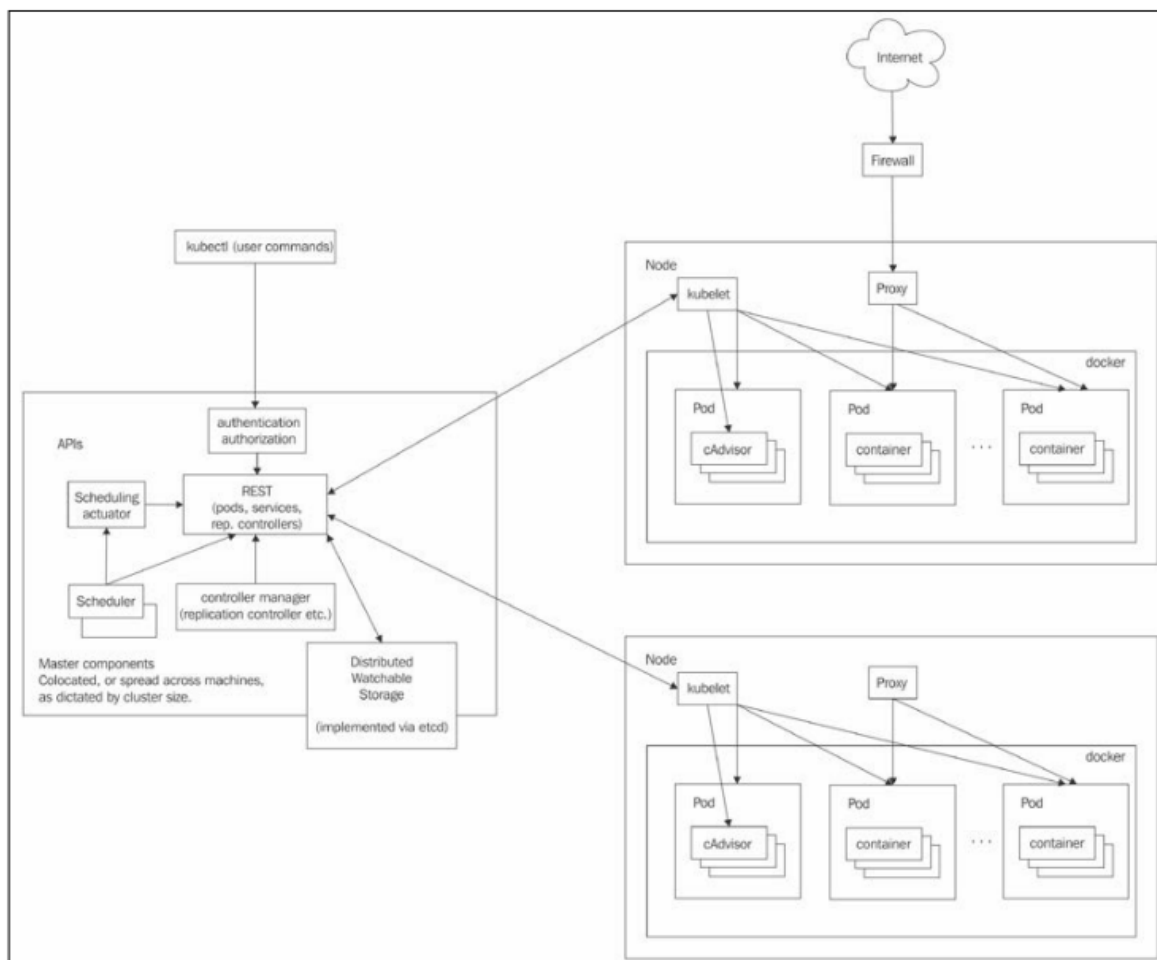 Internet
Firewall
kubectl (user commands)
Node
kubelet
Proxy
docker
Pod
Pod
Pod
cAdvisor
container
. . .
container
authentication
authorization
APIs
REST
(pods, services,
rep. controllers)
Scheduling
actuator
Scheduler
controller manager
(replication controller etc.)
Master components
Colocated, or spread across machines,
as dictated by cluster size.
Distributed
Watchable
Storage
(implemented via etcd)
Node
kubelet
Proxy
docker
Pod
Pod
Pod
cAdvisor
container
. . .
container